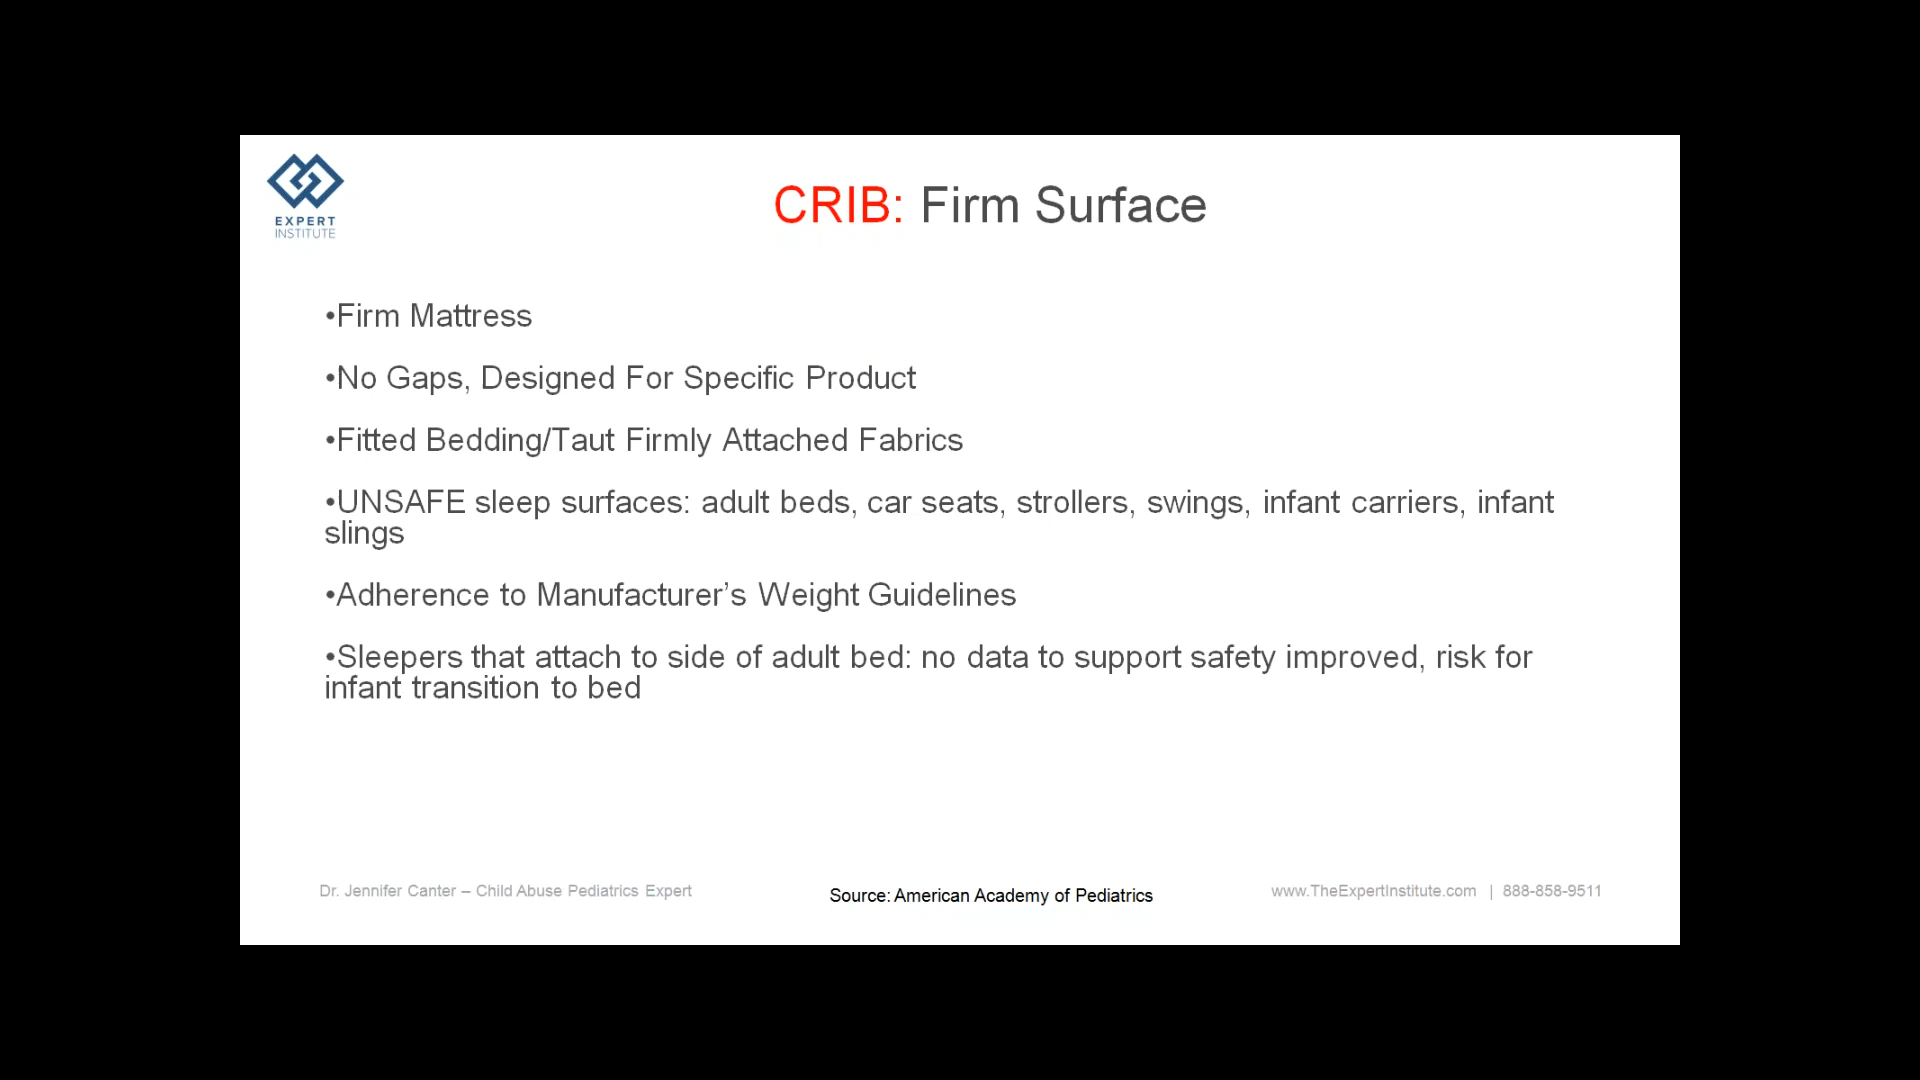 EXPERT
INSTITUTE
CRIB: Firm Surface
•Firm Mattress
•No Gaps, Designed For Specific Product
•Fitted Bedding/Taut Firmly Attached Fabrics
•UNSAFE sleep surfaces: adult beds, car seats, strollers, swings, infant carriers, infant
slings
•Adherence to Manufacturer’s Weight Guidelines
•Sleepers that attach to side of adult bed: no data to support safety improved, risk for
infant transition to bed
Dr. Jennifer Canter – Child Abuse Pediatrics Expert
Source: American Academy of Pediatrics
www.TheExpertInstitute.com | 888-858-9511